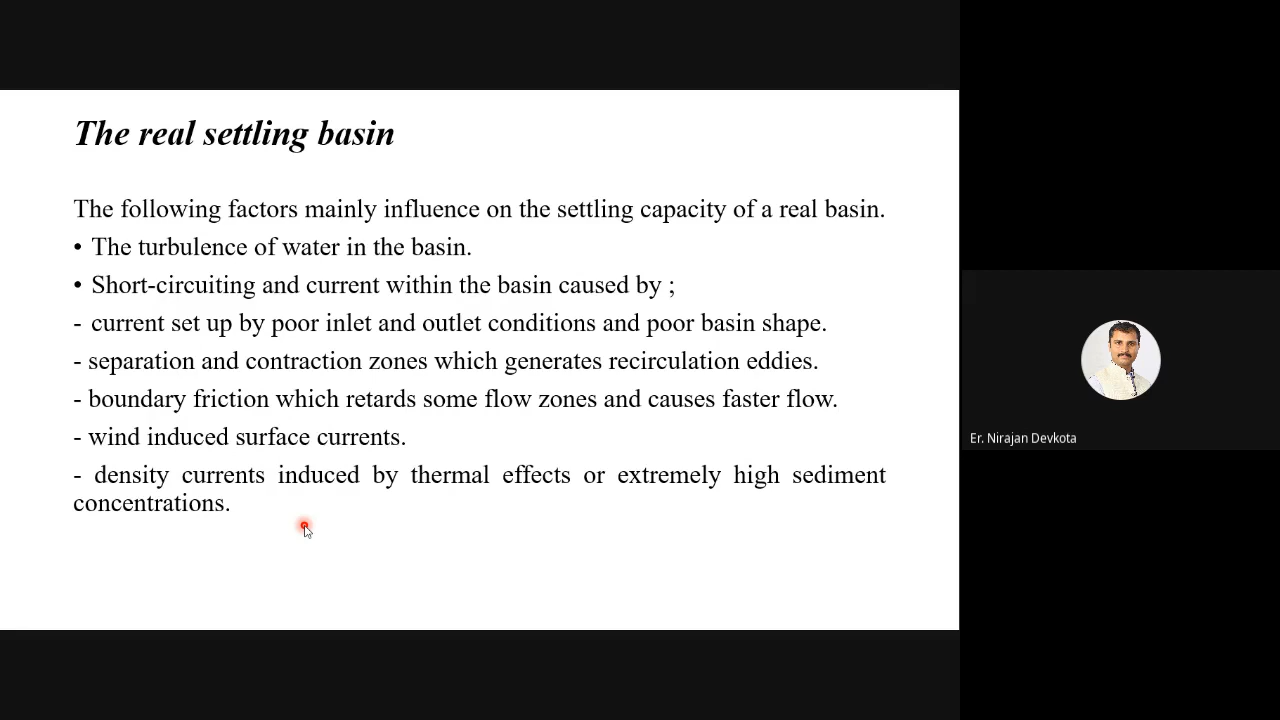 The real settling basin
The following factors mainly influence on the settling capacity of a real basin.
• The turbulence of water in the basin.
• Short-circuiting and current within the basin caused by ;
- current set up by poor inlet and outlet conditions and poor basin shape.
- separation and contraction zones which generates recirculation eddies.
- boundary friction which retards some flow zones and causes faster flow.
- wind induced surface currents.
- density currents induced by thermal effects or extremely high sediment
concentrations.
Er. Nirajan Devkota